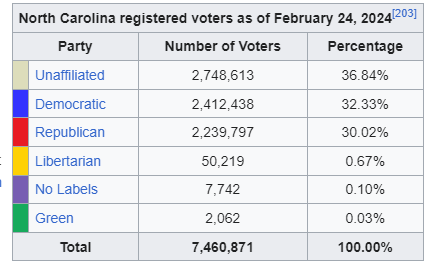 North Carolina registered voters as of February 24, 2024[203]
Party Number of Voters Percentage
Unaffiliated 2,748,613 36.84%
Democratic 2,412,438 32.33%
Republican 2,239,797 30.02%
Libertarian 50,219 0.67%
No Labels 7,742 0.10%
Green 2,062 0.03%
Total 7,460,871 100.00%